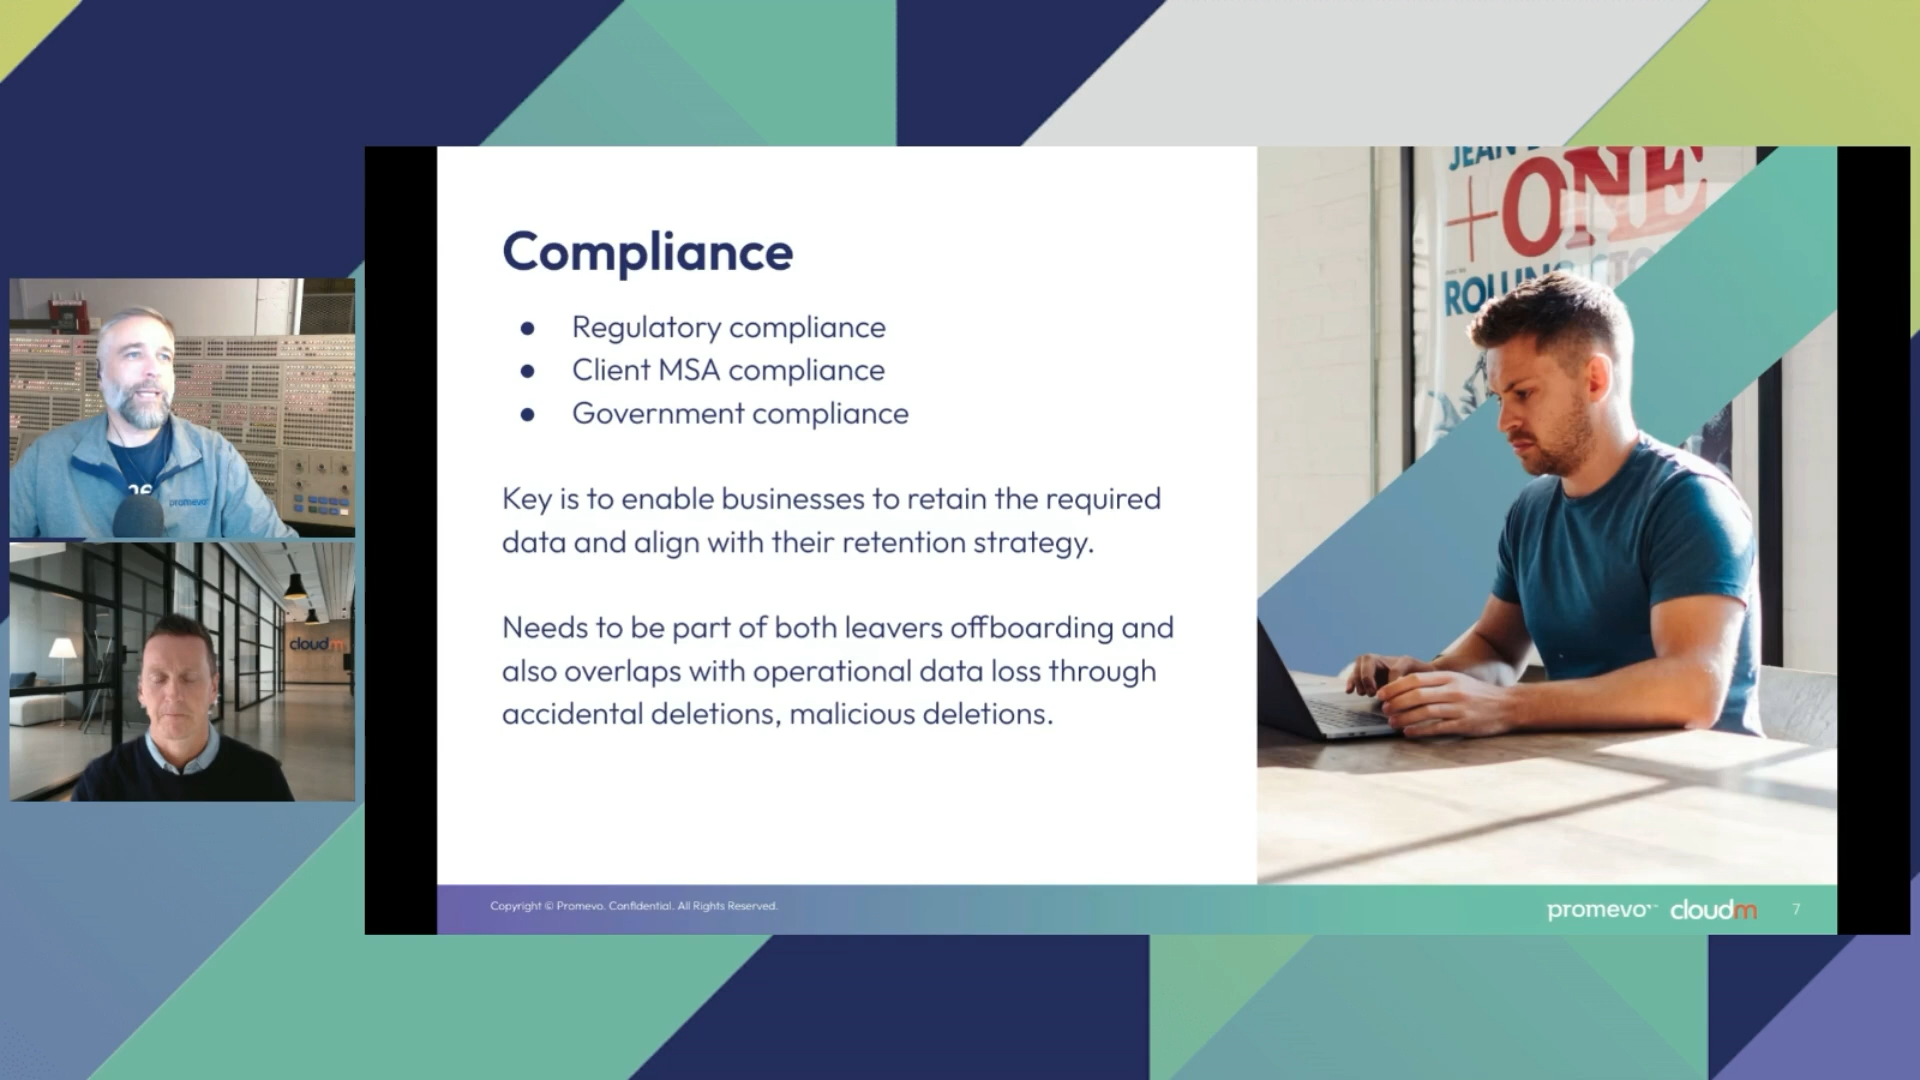 Compliance
● Regulatory compliance
● Client MSA compliance
● Government compliance
Key is to enable businesses to retain the required
data and align with their retention strategy.
Needs to be part of both leavers offboarding and
also overlaps with operational data loss through
accidental deletions, malicious deletions.
JEAN
+ONE
promevo
cloudm
Copyright © Promevo. Confidential. All Rights Reserved.
promevo cloudm 7